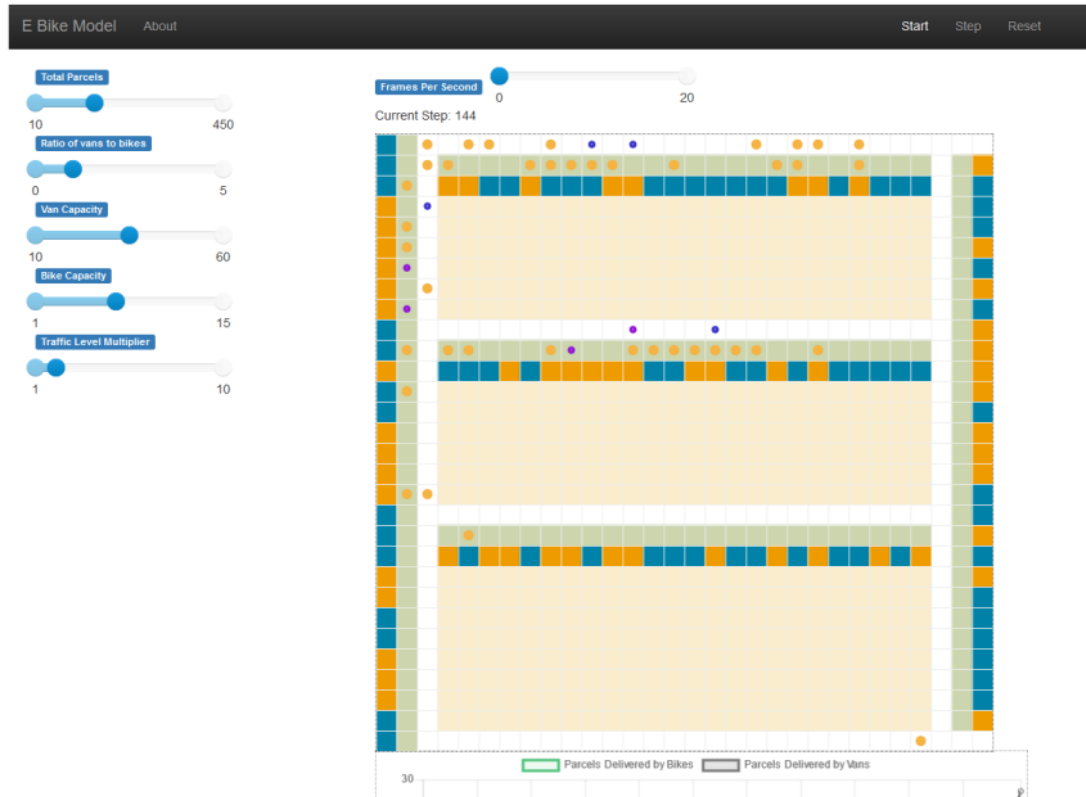 E Bike Model About Start Step Reset
Total Parcels
10 450
Ratio of vans to bikes
0 5
Van Capacity
10 60
Bike Capacity
1 15
Traffic Level Multiplier
1 10
Frames Per Second
0 20
Current Step: 144
Parcels Delivered by Bikes Parcels Delivered by Vans
30